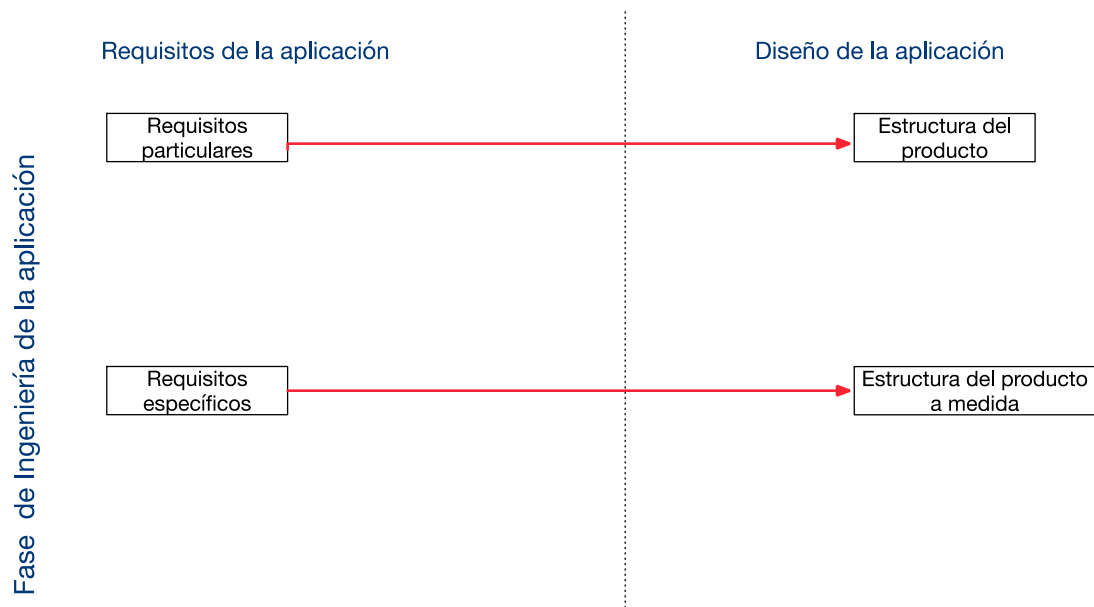 Requisitos de la aplicación
Diseño de la aplicación
Fase de Ingeniería de la aplicación
Requisitos
particulares
Estructura del
producto
Requisitos
específicos
Estructura del producto
a medida